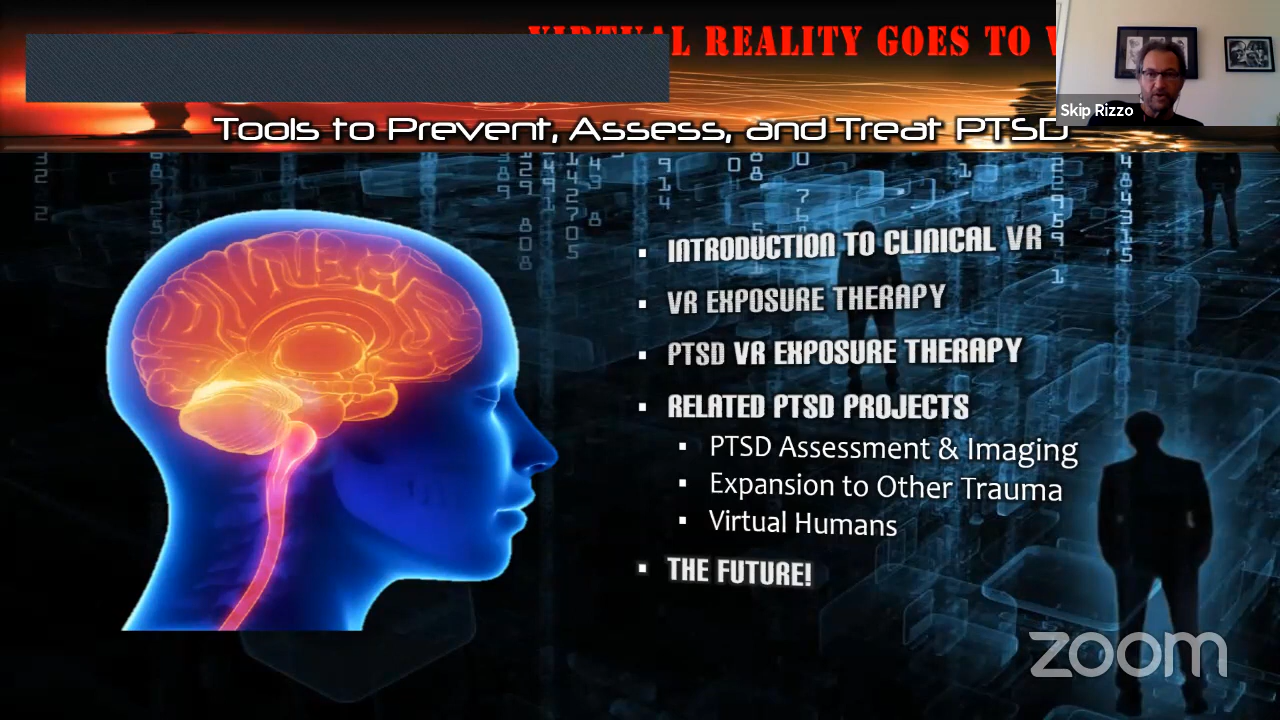 REALITY GOES TO
Skip Rizzo
Tools to Prevent, Assess, and Treat PTSD
▪ INTRODUCTION TO CLINICAL VR
▪ VR EXPOSURE THERAPY
▪ PTSD VR EXPOSURE THERAPY
▪ RELATED PTSD PROJECTS
▪ PTSD Assessment & Imaging
▪ Expansion to Other Trauma
▪ Virtual Humans
▪ THE FUTURE!
zoom